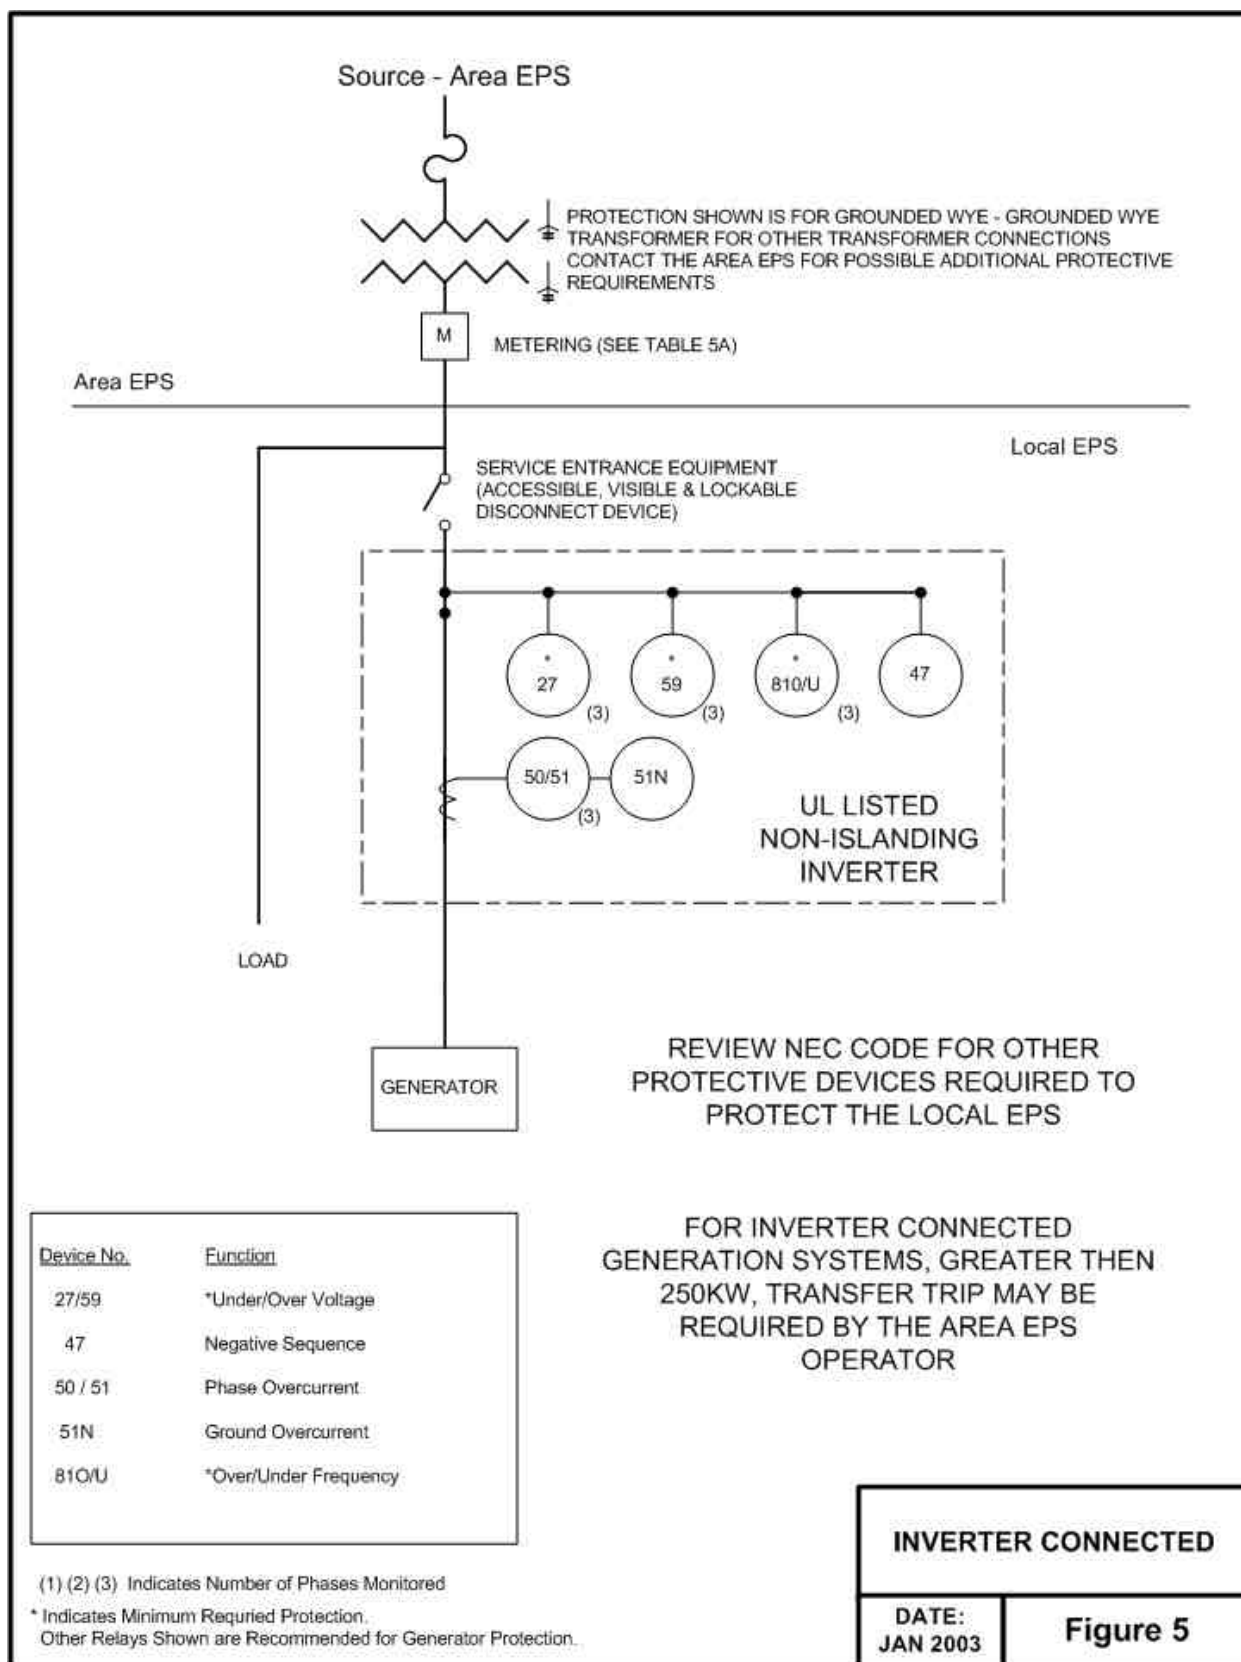 Source - Area EPS
PROTECTION SHOWN IS FOR GROUNDED WYE - GROUNDED WYE
TRANSFORMER FOR OTHER TRANSFORMER CONNECTIONS
CONTACT THE AREA EPS FOR POSSIBLE ADDITIONAL PROTECTIVE
REQUIREMENTS
M
METERING (SEE TABLE 5A)
Area EPS
Local EPS
SERVICE ENTRANCE EQUIPMENT
(ACCESSIBLE, VISIBLE & LOCKABLE
DISCONNECT DEVICE)
* * *
27 59 810/U 47
(3) (3) (3)
50/51 51N
(3)
UL LISTED
NON-ISLANDING
INVERTER
LOAD
GENERATOR
REVIEW NEC CODE FOR OTHER
PROTECTIVE DEVICES REQUIRED TO
PROTECT THE LOCAL EPS
FOR INVERTER CONNECTED
GENERATION SYSTEMS, GREATER THEN
250KW, TRANSFER TRIP MAY BE
REQUIRED BY THE AREA EPS
OPERATOR
Device No. Function
27/59 *Under/Over Voltage
47 Negative Sequence
50 / 51 Phase Overcurrent
51N Ground Overcurrent
81O/U *Over/Under Frequency
(1) (2) (3) Indicates Number of Phases Monitored
* Indicates Minimum Requried Protection.
Other Relays Shown are Recommended for Generator Protection.
INVERTER CONNECTED
DATE:
JAN 2003
Figure 5